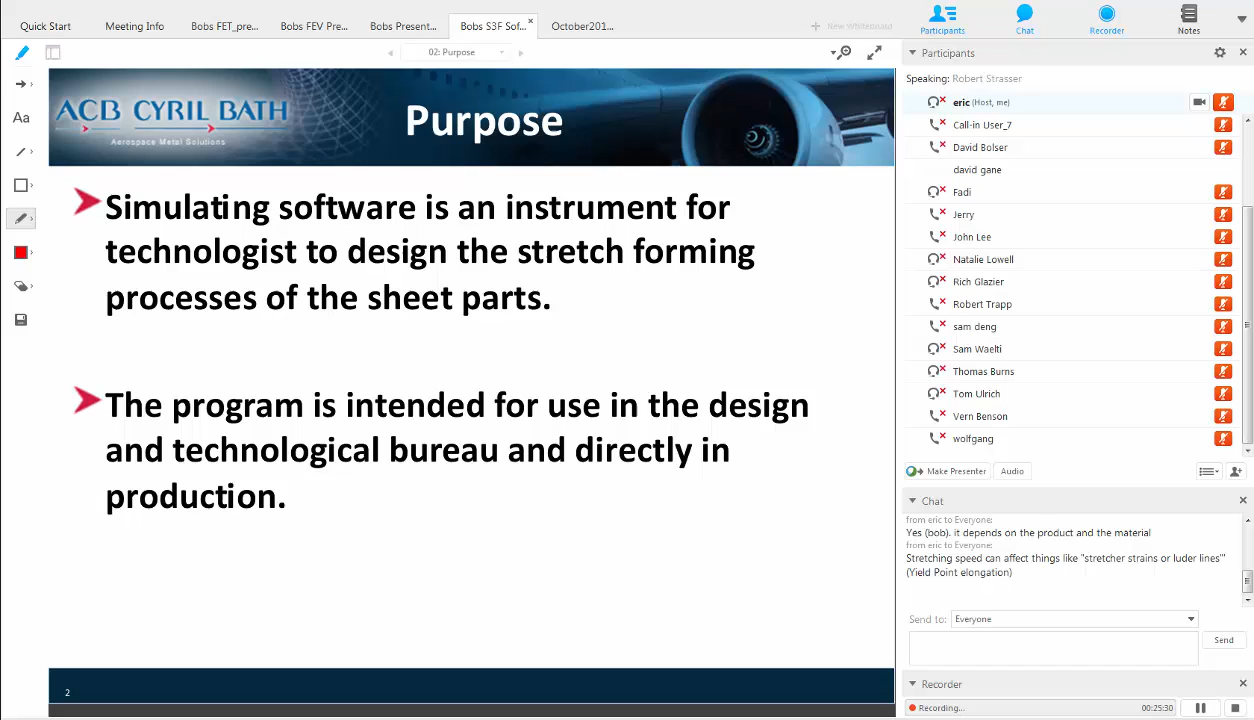 Quick Start
Meeting Info
Bobs FET_pre...
Bobs FEV Pre...
Bobs Present...
Bobs S3F Sof...
October201...
New Whiteboard
Participants
Chat
Recorder
Notes
02: Purpose
Aa
ACB CYRIL BATH
Aerospace Metal Solutions
Purpose
Simulating software is an instrument for
technologist to design the stretch forming
processes of the sheet parts.
The program is intended for use in the design
and technological bureau and directly in
production.
2
Participants
Speaking: Robert Strasser
eric (Host, me)
Call-in User_7
David Bolser
david gane
Fadi
Jerry
John Lee
Natalie Lowell
Rich Glazier
Robert Trapp
sam deng
Sam Waelti
Thomas Burns
Tom Ulrich
Vern Benson
wolfgang
Make Presenter
Audio
Chat
from eric to Everyone:
Yes (bob). it depends on the product and the material
from eric to Everyone:
Stretching speed can affect things like "stretcher strains or luder lines'"
(Yield Point elongation)
Send to: Everyone
Send
Recorder
Recording...
00:25:30